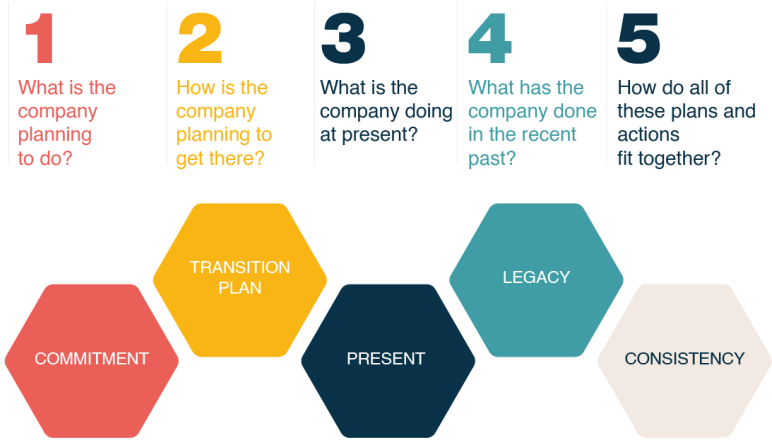 1
What is the
company
planning
to do?
2
How is the
company
planning to
get there?
3
What is the
company doing
at present?
4
What has the
company done
in the recent
past?
5
How do all of
these plans and
actions
fit together?
COMMITMENT
TRANSITION
PLAN
PRESENT
LEGACY
CONSISTENCY